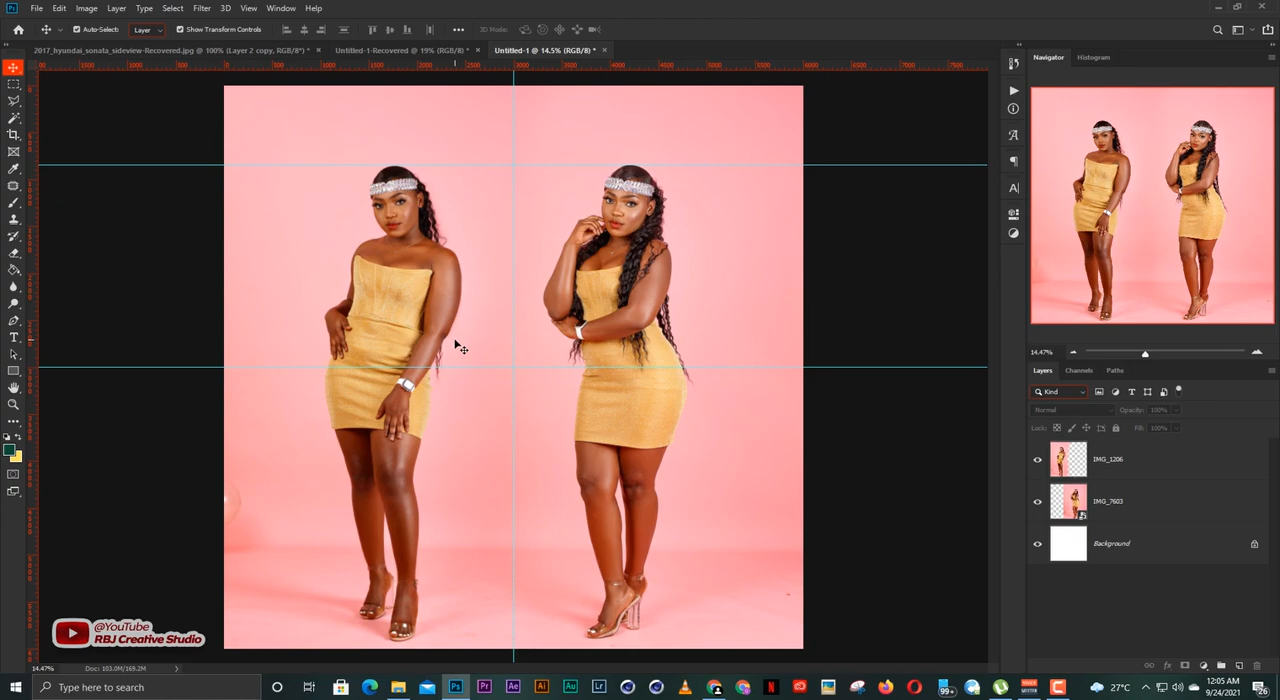 File Edit Image Layer Type Select Filter 3D View Window Help
Auto-Select: Layer Show Transform Controls 3D Mode:
2017_hyundai_sonata_sideview-Recovered.jpg @ 100% (Layer 2 copy, RGB/8*) * × Untitled-1-Recovered @ 19% (RGB/8) * × Untitled-1 @ 14.5% (RGB/8) * ×
Navigator Histogram
14.47%
Layers Channels Paths
Kind
Normal Opacity: 100%
Lock: Fill: 100%
IMG_1206
IMG_7603
Background
@YouTube
RBJ Creative Studio
14.47% Doc: 103.0M/169.2M
Type here to search
27°C
12:05 AM
9/24/2021